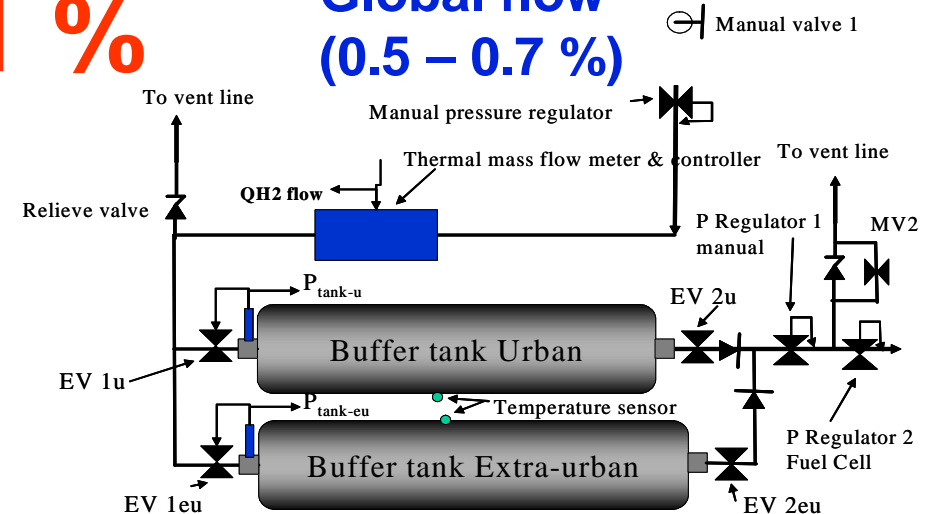 %
Global flow
(0.5 – 0.7 %)
Manual valve 1
To vent line
Manual pressure regulator
Thermal mass flow meter & controller
To vent line
QH2 flow
Relieve valve
P Regulator 1
manual
MV2
Ptank-u
EV 2u
Buffer tank Urban
EV 1u
Ptank-eu
Temperature sensor
P Regulator 2
Fuel Cell
Buffer tank Extra-urban
EV 1eu
EV 2eu